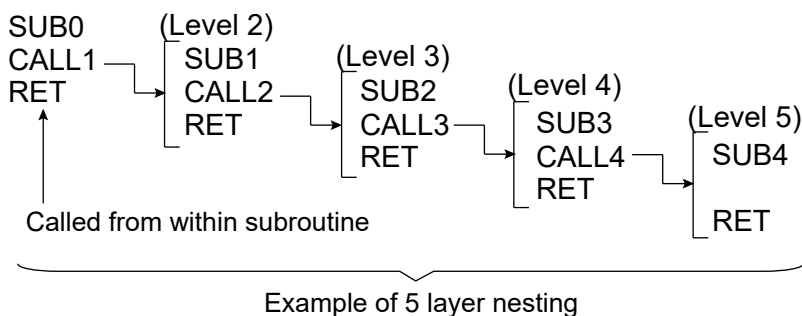 SUB0
CALL1
RET
(Level 2)
SUB1
CALL2
RET
(Level 3)
SUB2
CALL3
RET
(Level 4)
SUB3
CALL4
RET
(Level 5)
SUB4
RET
Called from within subroutine
Example of 5 layer nesting